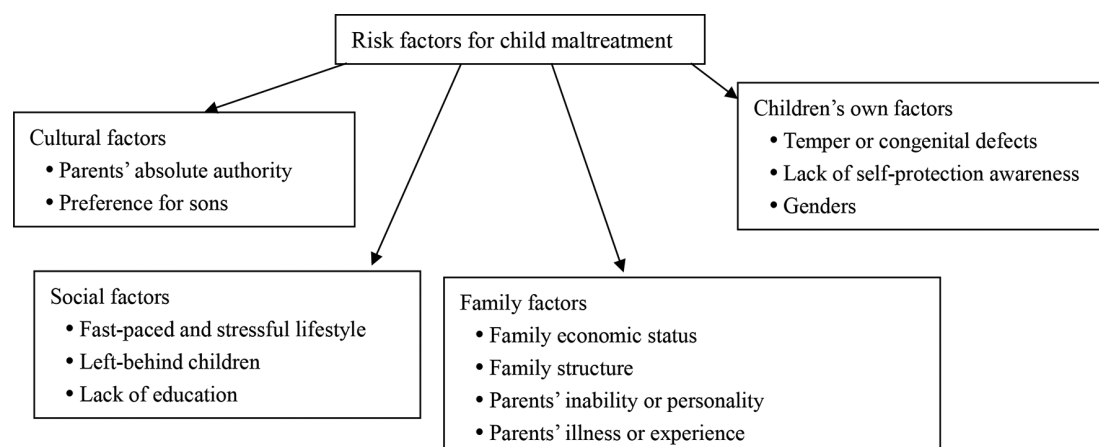 Risk factors for child maltreatment
Cultural factors
• Parents’ absolute authority
• Preference for sons
Children’s own factors
• Temper or congenital defects
• Lack of self-protection awareness
• Genders
Social factors
• Fast-paced and stressful lifestyle
• Left-behind children
• Lack of education
Family factors
• Family economic status
• Family structure
• Parents’ inability or personality
• Parents’ illness or experience